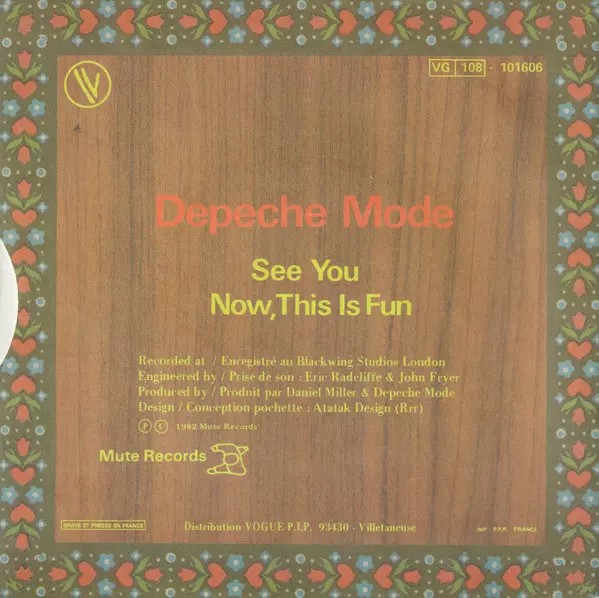 VG 108 - 101606
Depeche Mode
See You
Now, This Is Fun
Recorded at / Enregistré au Blackwing Studios London
Engineered by / Prise de son : Eric Radcliffe & John Fryer
Produced by / Produit par Daniel Miller & Depeche Mode
Design / Conception pochette : Atatak Design (Rrr)
Ⓟ Ⓒ 1982 Mute Records
Mute Records
GRAVE ET PRESSE EN FRANCE
Distribution VOGUE P.I.P. 93430 - Villetaneuse
IMP. P.P.P. FRANCE